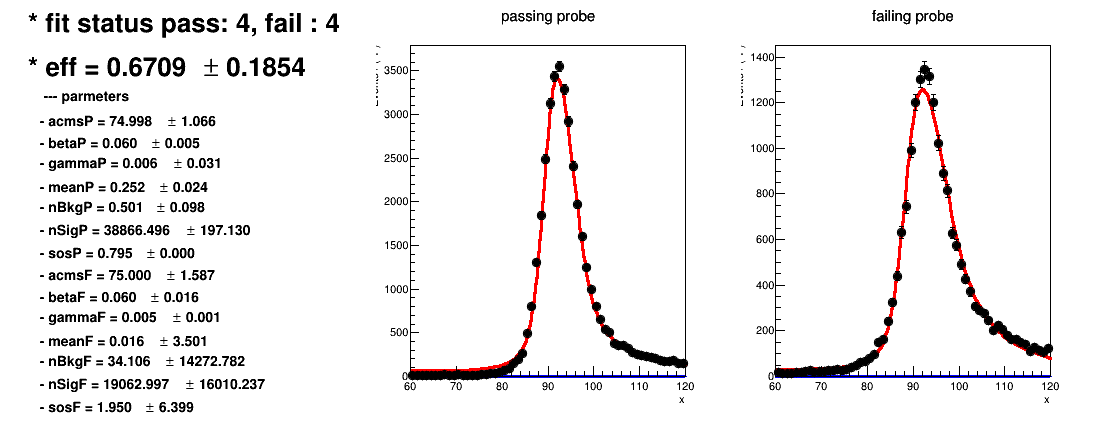 * fit status pass: 4, fail : 4
* eff = 0.6709 ± 0.1854
--- parmeters
- acmsP = 74.998 ± 1.066
- betaP = 0.060 ± 0.005
- gammaP = 0.006 ± 0.031
- meanP = 0.252 ± 0.024
- nBkgP = 0.501 ± 0.098
- nSigP = 38866.496 ± 197.130
- sosP = 0.795 ± 0.000
- acmsF = 75.000 ± 1.587
- betaF = 0.060 ± 0.016
- gammaF = 0.005 ± 0.001
- meanF = 0.016 ± 3.501
- nBkgF = 34.106 ± 14272.782
- nSigF = 19062.997 ± 16010.237
- sosF = 1.950 ± 6.399
passing probe
3500
3000
2500
2000
1500
1000
500
0
60 70 80 90 100 110 120
x
failing probe
1400
1200
1000
800
600
400
200
0
60 70 80 90 100 110 120
x